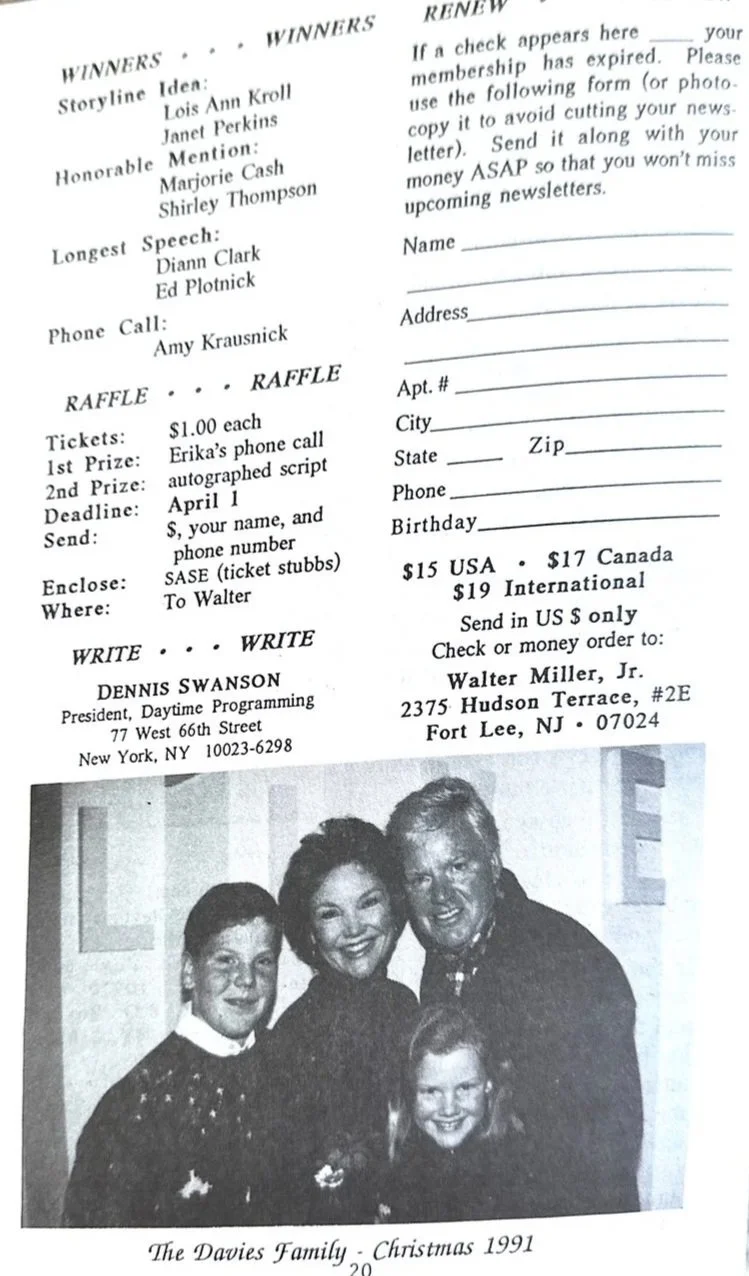 WINNERS · · · WINNERS
Storyline Idea:
Lois Ann Kroll
Janet Perkins
Honorable Mention:
Marjorie Cash
Shirley Thompson
Longest Speech:
Diann Clark
Ed Plotnick
Phone Call:
Amy Krausnick
RAFFLE · · · RAFFLE
Tickets: $1.00 each
1st Prize: Erika's phone call
2nd Prize: autographed script
Deadline: April 1
Send: $, your name, and
phone number
Enclose: SASE (ticket stubbs)
Where: To Walter
WRITE · · · WRITE
DENNIS SWANSON
President, Daytime Programming
77 West 66th Street
New York, NY 10023-6298
RENEW
If a check appears here ____ your
membership has expired. Please
use the following form (or photo-
copy it to avoid cutting your news-
letter). Send it along with your
money ASAP so that you won't miss
upcoming newsletters.
Name
Address
Apt. #
City
State ____ Zip
Phone
Birthday
$15 USA · $17 Canada
$19 International
Send in US $ only
Check or money order to:
Walter Miller, Jr.
2375 Hudson Terrace, #2E
Fort Lee, NJ · 07024
L E
The Davies Family - Christmas 1991
20